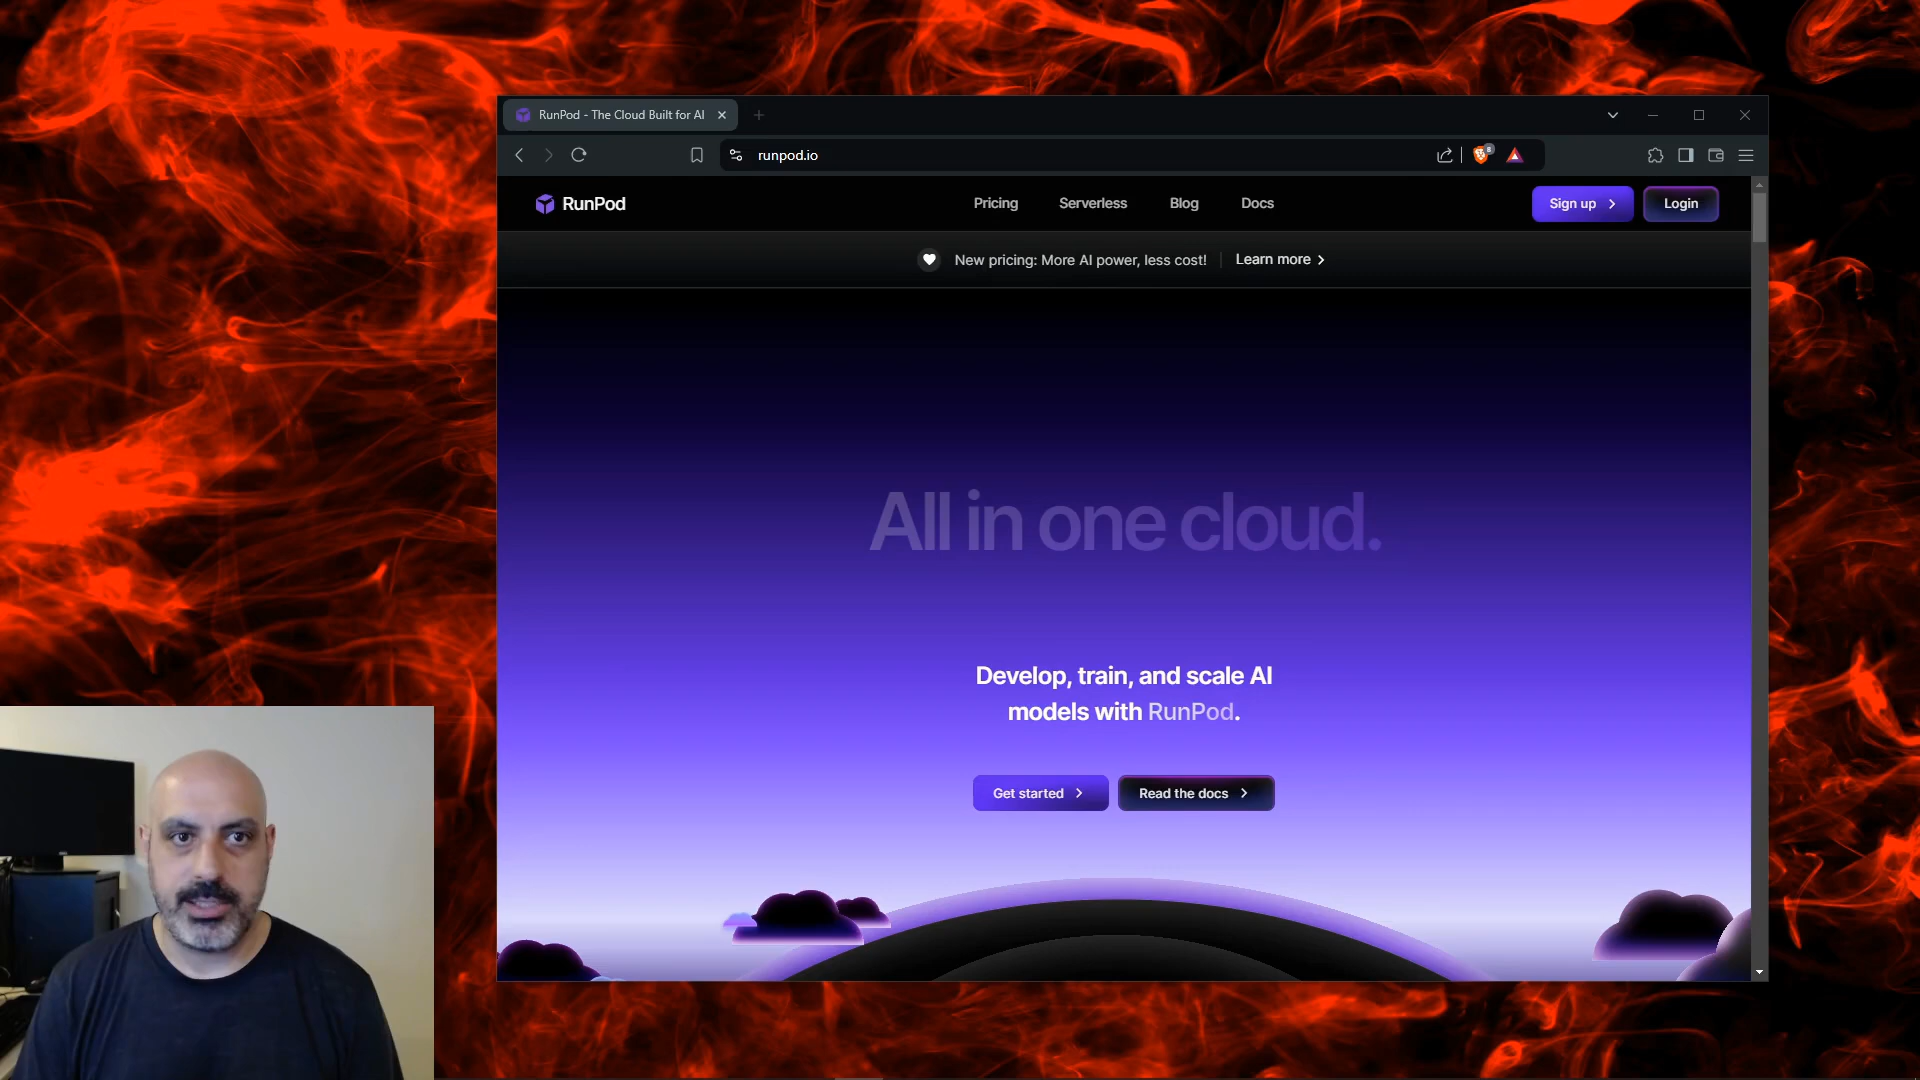 RunPod - The Cloud Built for AI
runpod.io
8
RunPod
Pricing
Serverless
Blog
Docs
Sign up
Login
New pricing: More AI power, less cost!
Learn more
All in one cloud.
Develop, train, and scale AI
models with RunPod.
Get started
Read the docs